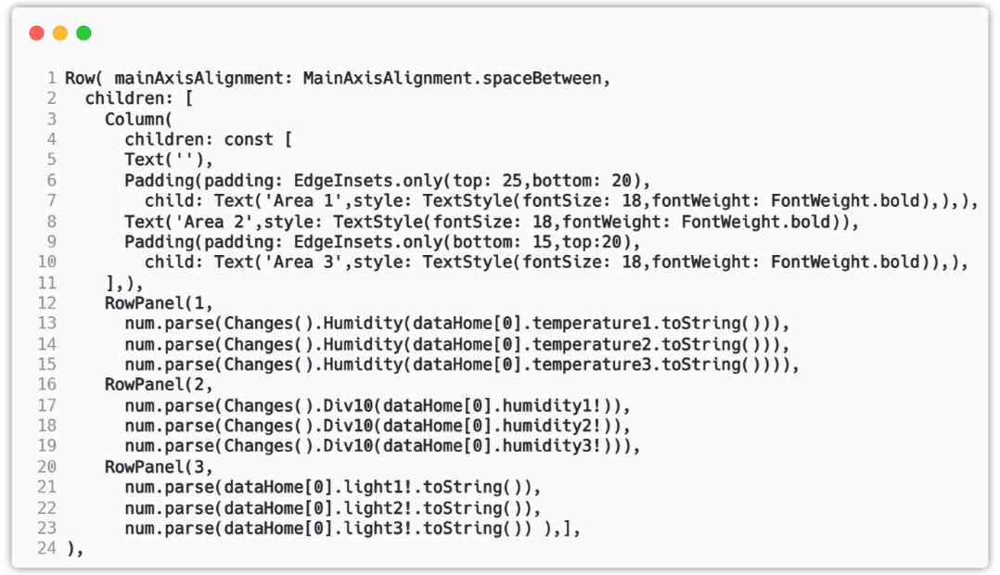 1 Row( mainAxisAlignment: MainAxisAlignment.spaceBetween,
2   children: [
3     Column(
4       children: const [
5       Text(''),
6       Padding(padding: EdgeInsets.only(top: 25,bottom: 20),
7         child: Text('Area 1',style: TextStyle(fontSize: 18,fontWeight: FontWeight.bold),),),
8       Text('Area 2',style: TextStyle(fontSize: 18,fontWeight: FontWeight.bold)),
9       Padding(padding: EdgeInsets.only(bottom: 15,top:20),
10         child: Text('Area 3',style: TextStyle(fontSize: 18,fontWeight: FontWeight.bold)),),
11     ],),
12     RowPanel(1,
13       num.parse(Changes().Humidity(dataHome[0].temperature1.toString())),
14       num.parse(Changes().Humidity(dataHome[0].temperature2.toString())),
15       num.parse(Changes().Humidity(dataHome[0].temperature3.toString()))),
16     RowPanel(2,
17       num.parse(Changes().Div10(dataHome[0].humidity1!)),
18       num.parse(Changes().Div10(dataHome[0].humidity2!)),
19       num.parse(Changes().Div10(dataHome[0].humidity3!))),
20     RowPanel(3,
21       num.parse(dataHome[0].light1!.toString()),
22       num.parse(dataHome[0].light2!.toString()),
23       num.parse(dataHome[0].light3!.toString()) ),],
24 ),